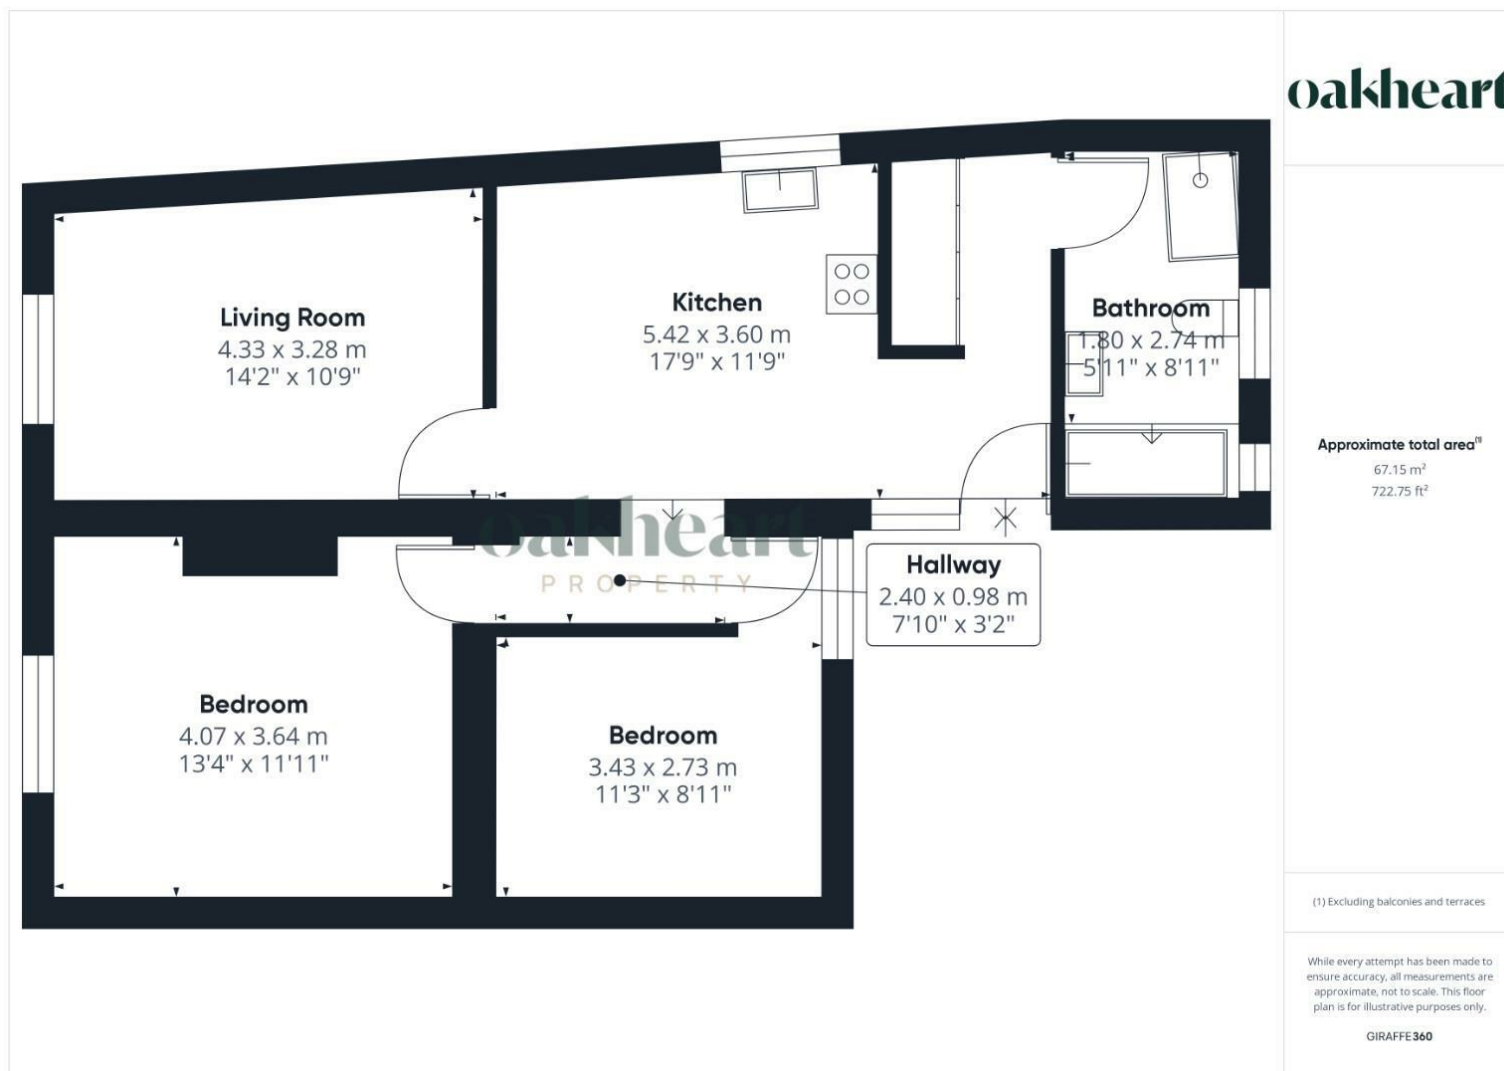 oakheart
Living Room
4.33 x 3.28 m
14'2" x 10'9"
Kitchen
5.42 x 3.60 m
17'9" x 11'9"
Bathroom
1.80 x 2.74 m
5'11" x 8'11"
oakheart
PROPERTY
Hallway
2.40 x 0.98 m
7'10" x 3'2"
Bedroom
4.07 x 3.64 m
13'4" x 11'11"
Bedroom
3.43 x 2.73 m
11'3" x 8'11"
Approximate total area⁽¹⁾
67.15 m²
722.75 ft²
(1) Excluding balconies and terraces
While every attempt has been made to
ensure accuracy, all measurements are
approximate, not to scale. This floor
plan is for illustrative purposes only.
GIRAFFE360